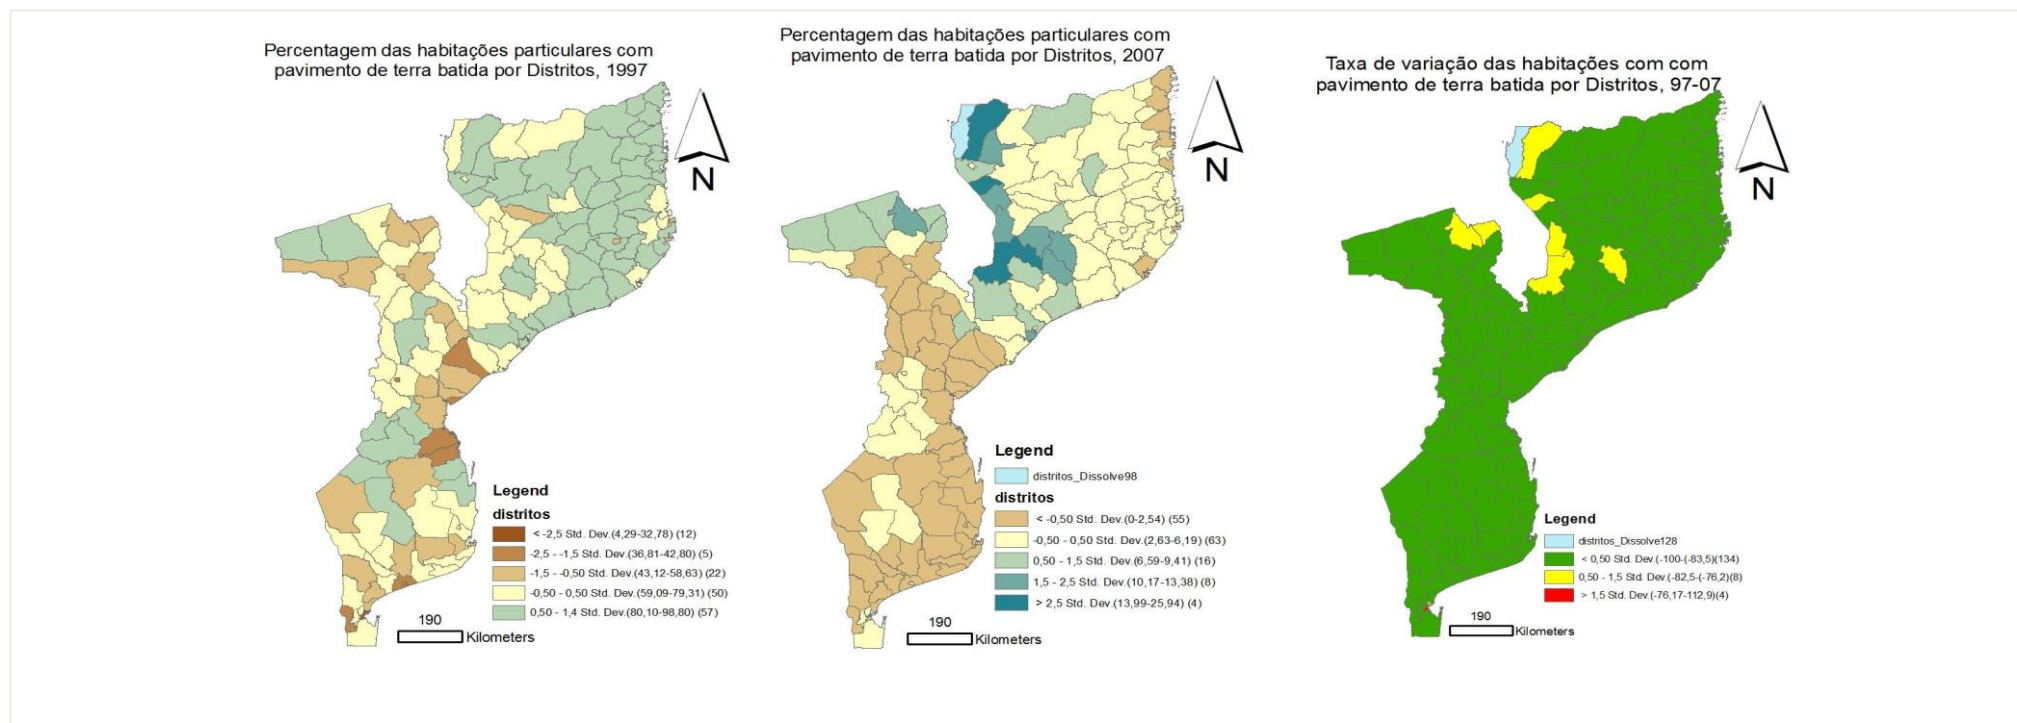 Percentagem das habitações particulares com
pavimento de terra batida por Distritos, 1997
N
Legend
distritos
< -2,5 Std. Dev.(4,29-32,78) (12)
-2,5 - -1,5 Std. Dev.(36,81-42,80) (5)
-1,5 - -0,50 Std. Dev.(43,12-58,63) (22)
-0,50 - 0,50 Std. Dev.(59,09-79,31) (50)
0,50 - 1,4 Std. Dev.(80,10-98,80) (57)
190
Kilometers
Percentagem das habitações particulares com
pavimento de terra batida por Distritos, 2007
N
Legend
distritos_Dissolve98
distritos
< -0,50 Std. Dev.(0-2,54) (55)
-0,50 - 0,50 Std. Dev.(2,63-6,19) (63)
0,50 - 1,5 Std. Dev.(6,59-9,41) (16)
1,5 - 2,5 Std. Dev.(10,17-13,38) (8)
> 2,5 Std. Dev.(13,99-25,94) (4)
190
Kilometers
Taxa de variação das habitações com com
pavimento de terra batida por Distritos, 97-07
N
Legend
distritos_Dissolve128
< 0,50 Std. Dev.(-100-(-83,5)(134)
0,50 - 1,5 Std. Dev.(-82,5-(-76,2)(8)
> 1,5 Std. Dev.(-76,17-112,9)(4)
190
Kilometers